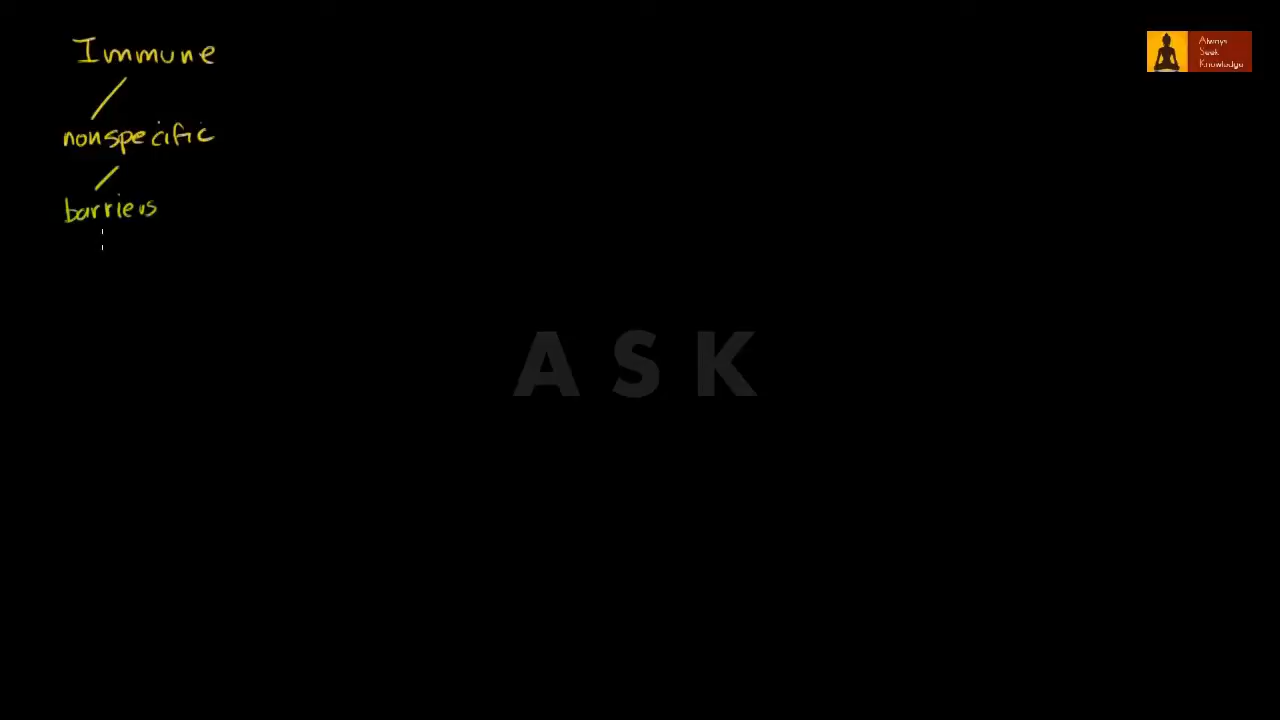 Immune
nonspecific
barriers
Always
Seek
Knowledge
ASK